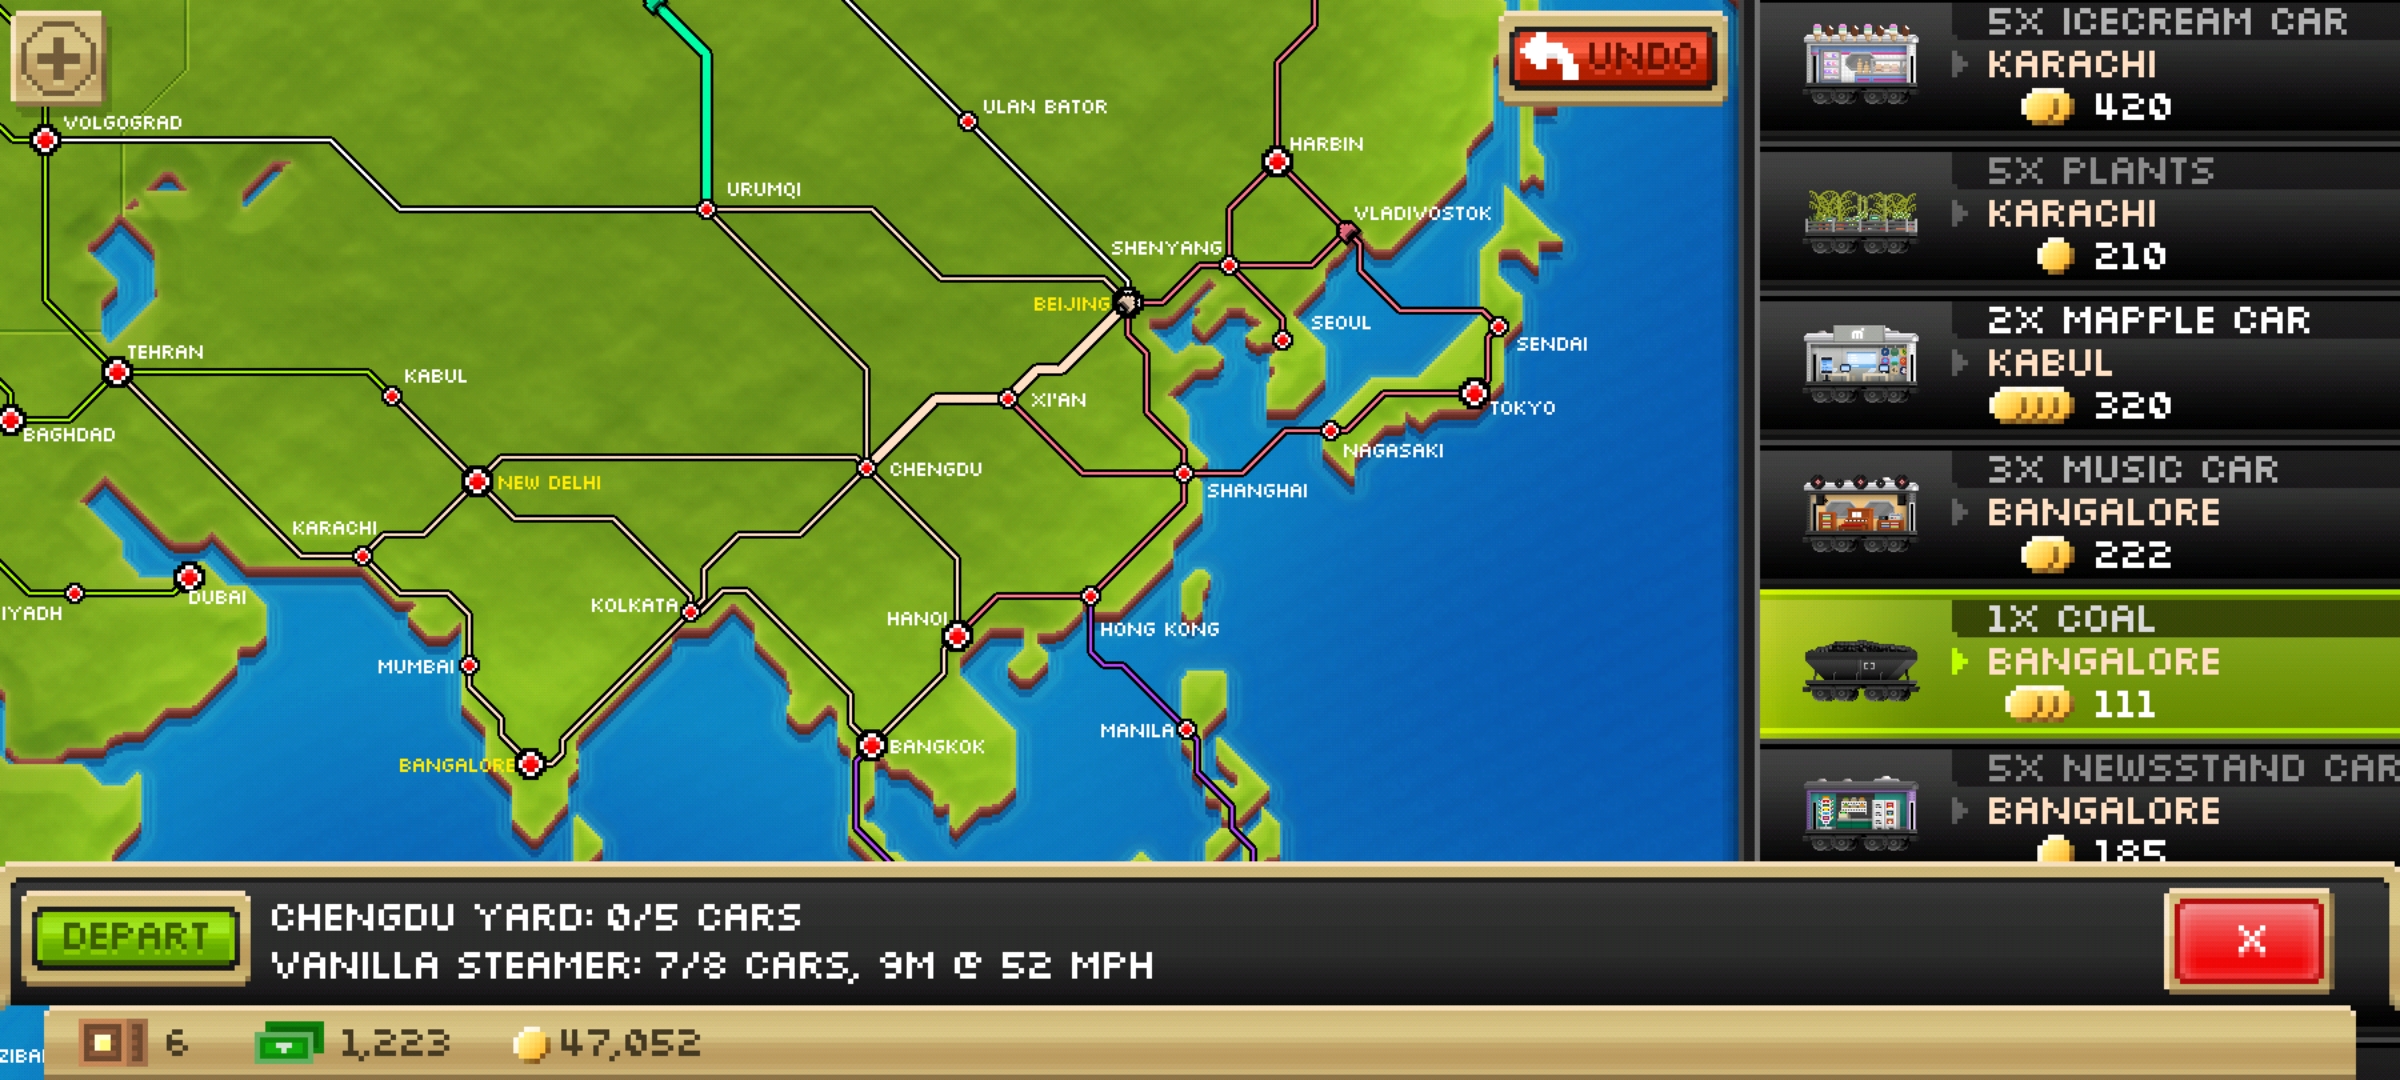 UNDO
VOLGOGRAD
ULAN BATOR
HARBIN
URUMQI
VLADIVOSTOK
SHENYANG
BEIJING
SEOUL
SENDAI
TEHRAN
KABUL
XI'AN
TOKYO
BAGHDAD
NAGASAKI
CHENGDU
NEW DELHI
SHANGHAI
KARACHI
DUBAI
IYADH
KOLKATA
HANOI
HONG KONG
MUMBAI
MANILA
BANGKOK
BANGALORE
5X ICECREAM CAR
KARACHI
420
5X PLANTS
KARACHI
210
2X MAPPLE CAR
KABUL
320
3X MUSIC CAR
BANGALORE
222
1X COAL
BANGALORE
111
5X NEWSSTAND CAR
BANGALORE
185
DEPART
CHENGDU YARD: 0/5 CARS
VANILLA STEAMER: 7/8 CARS, 9M @ 52 MPH
X
ZIBA
6
1,223
47,052